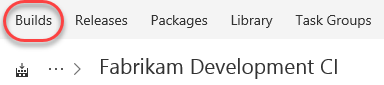 Builds Releases Packages Library Task Groups
... > Fabrikam Development CI